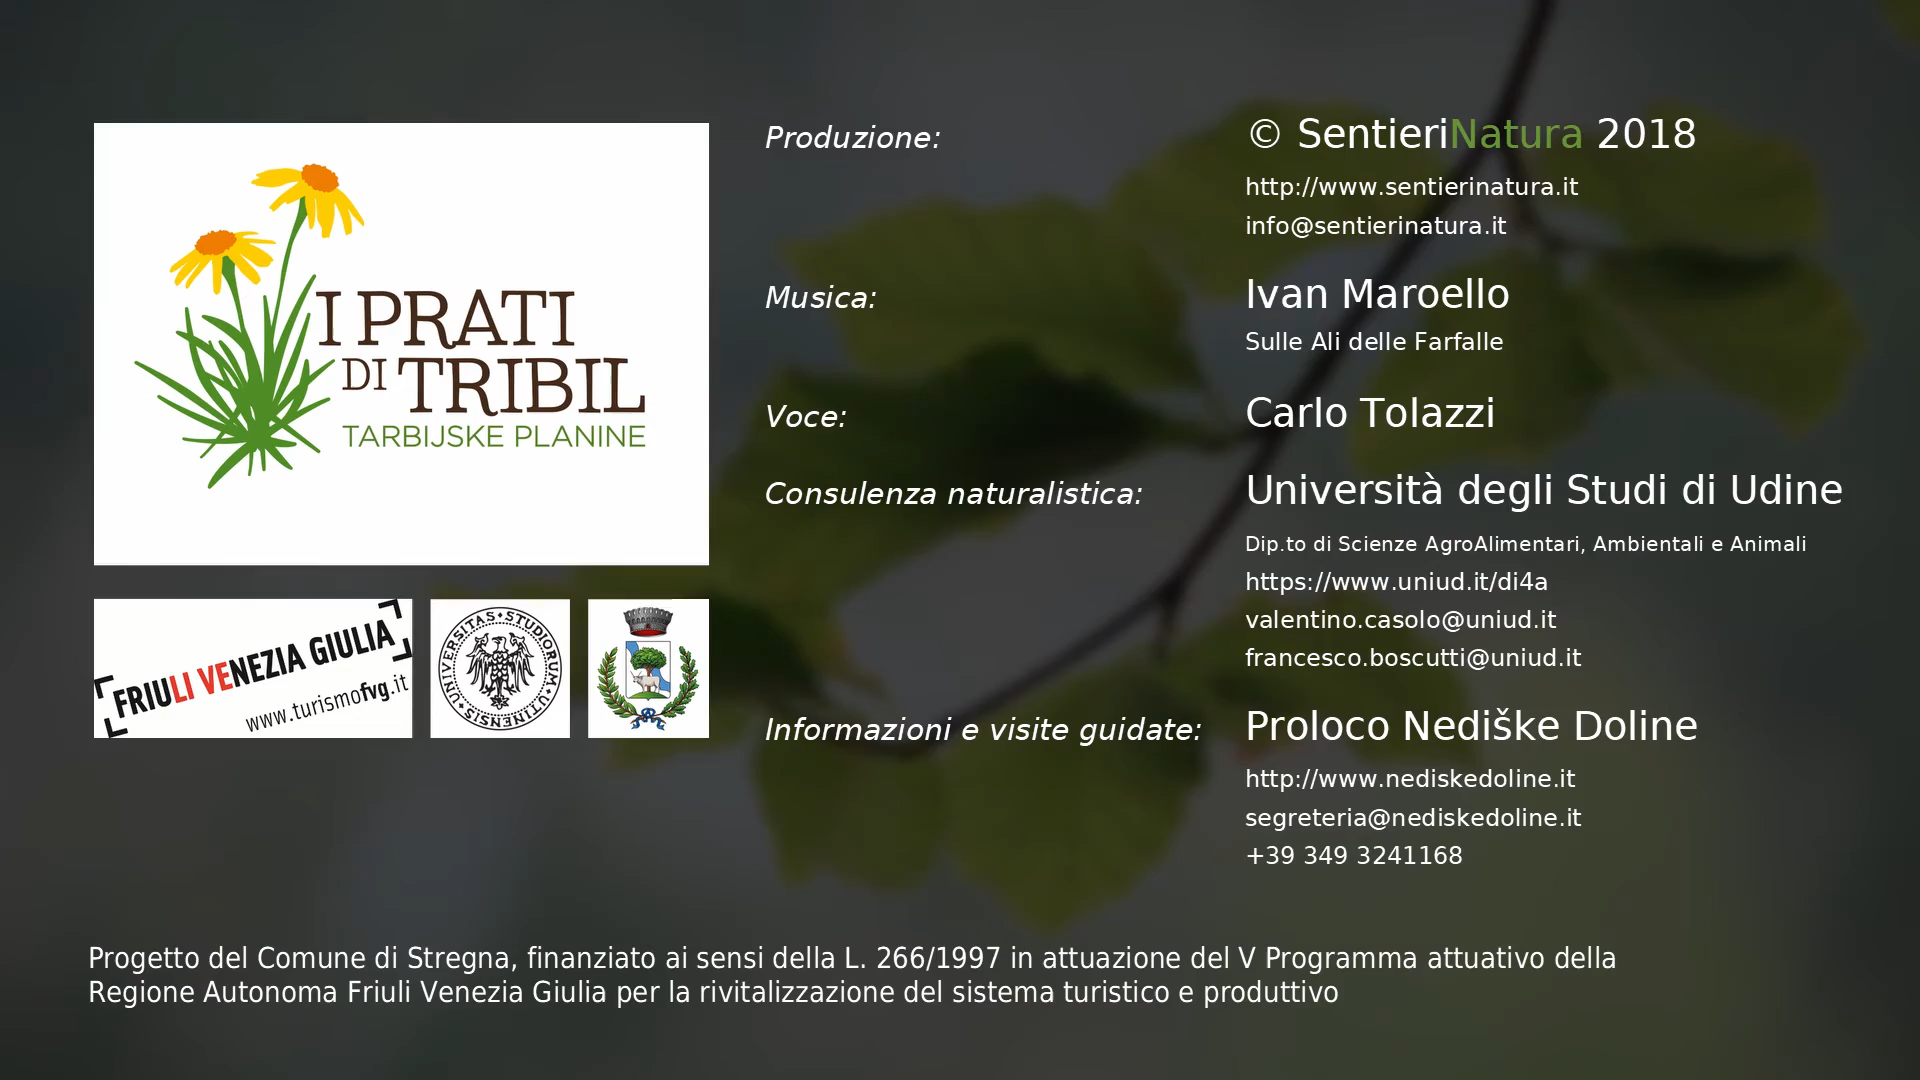 I PRATI
DI TRIBIL
TARBIJSKE PLANINE
FRIULI VENEZIA GIULIA
www.turismofvg.it
UNIVERSITAS STUDIORUM UTINENSIS
Produzione:
© SentieriNatura 2018
http://www.sentierinatura.it
info@sentierinatura.it
Musica:
Ivan Maroello
Sulle Ali delle Farfalle
Voce:
Carlo Tolazzi
Consulenza naturalistica:
Università degli Studi di Udine
Dip.to di Scienze AgroAlimentari, Ambientali e Animali
https://www.uniud.it/di4a
valentino.casolo@uniud.it
francesco.boscutti@uniud.it
Informazioni e visite guidate:
Proloco Nediške Doline
http://www.nediskedoline.it
segreteria@nediskedoline.it
+39 349 3241168
Progetto del Comune di Stregna, finanziato ai sensi della L. 266/1997 in attuazione del V Programma attuativo della
Regione Autonoma Friuli Venezia Giulia per la rivitalizzazione del sistema turistico e produttivo